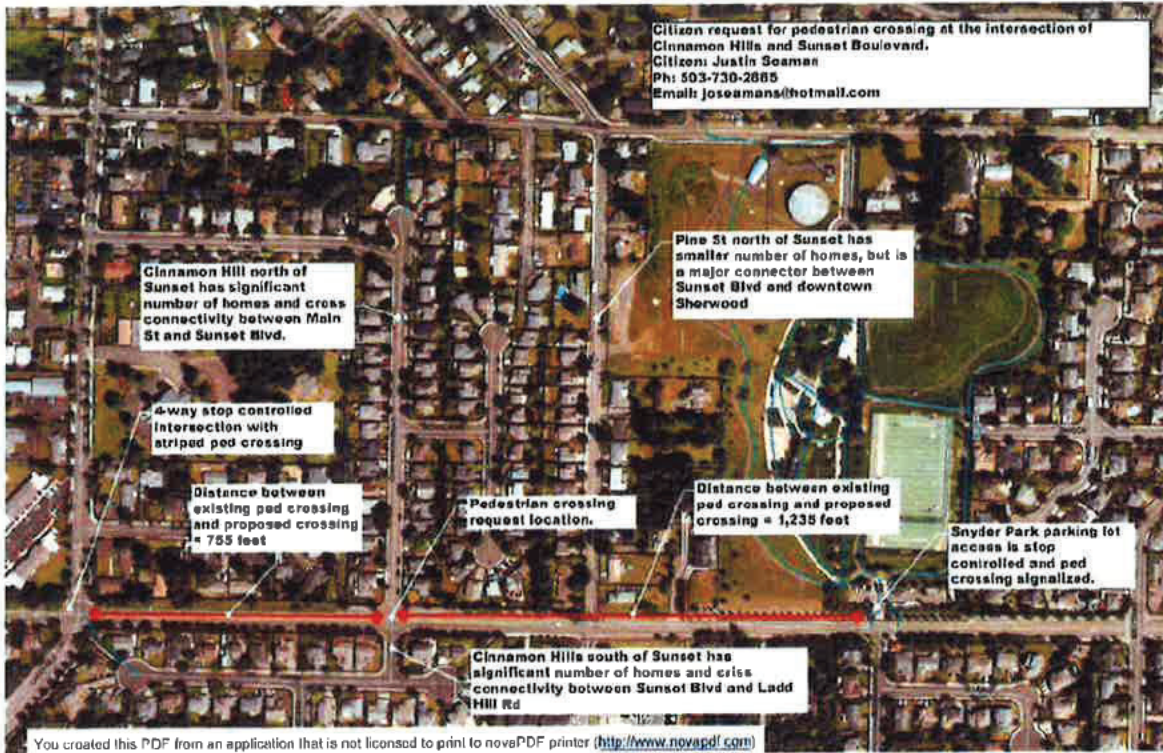 Citizen request for pedestrian crossing at the intersection of
Cinnamon Hills and Sunset Boulevard.
Citizen: Justin Seaman
Ph: 503-730-2885
Email: joseamans@hotmail.com
Pine St north of Sunset has
smaller number of homes, but is
a major connector between
Sunset Blvd and downtown
Sherwood
Cinnamon Hill north of
Sunset has significant
number of homes and cross
connectivity between Main
St and Sunset Blvd.
4-way stop controlled
intersection with
striped ped crossing
Distance between
existing ped crossing
and proposed crossing
= 755 feet
Pedestrian crossing
request location.
Distance between existing
ped crossing and proposed
crossing = 1,235 feet
Snyder Park parking lot
access is stop
controlled and ped
crossing signalized.
Cinnamon Hills south of Sunset has
significant number of homes and criss
connectivity between Sunset Blvd and Ladd
Hill Rd
You created this PDF from an application that is not licensed to print to novaPDF printer (http://www.novapdf.com)